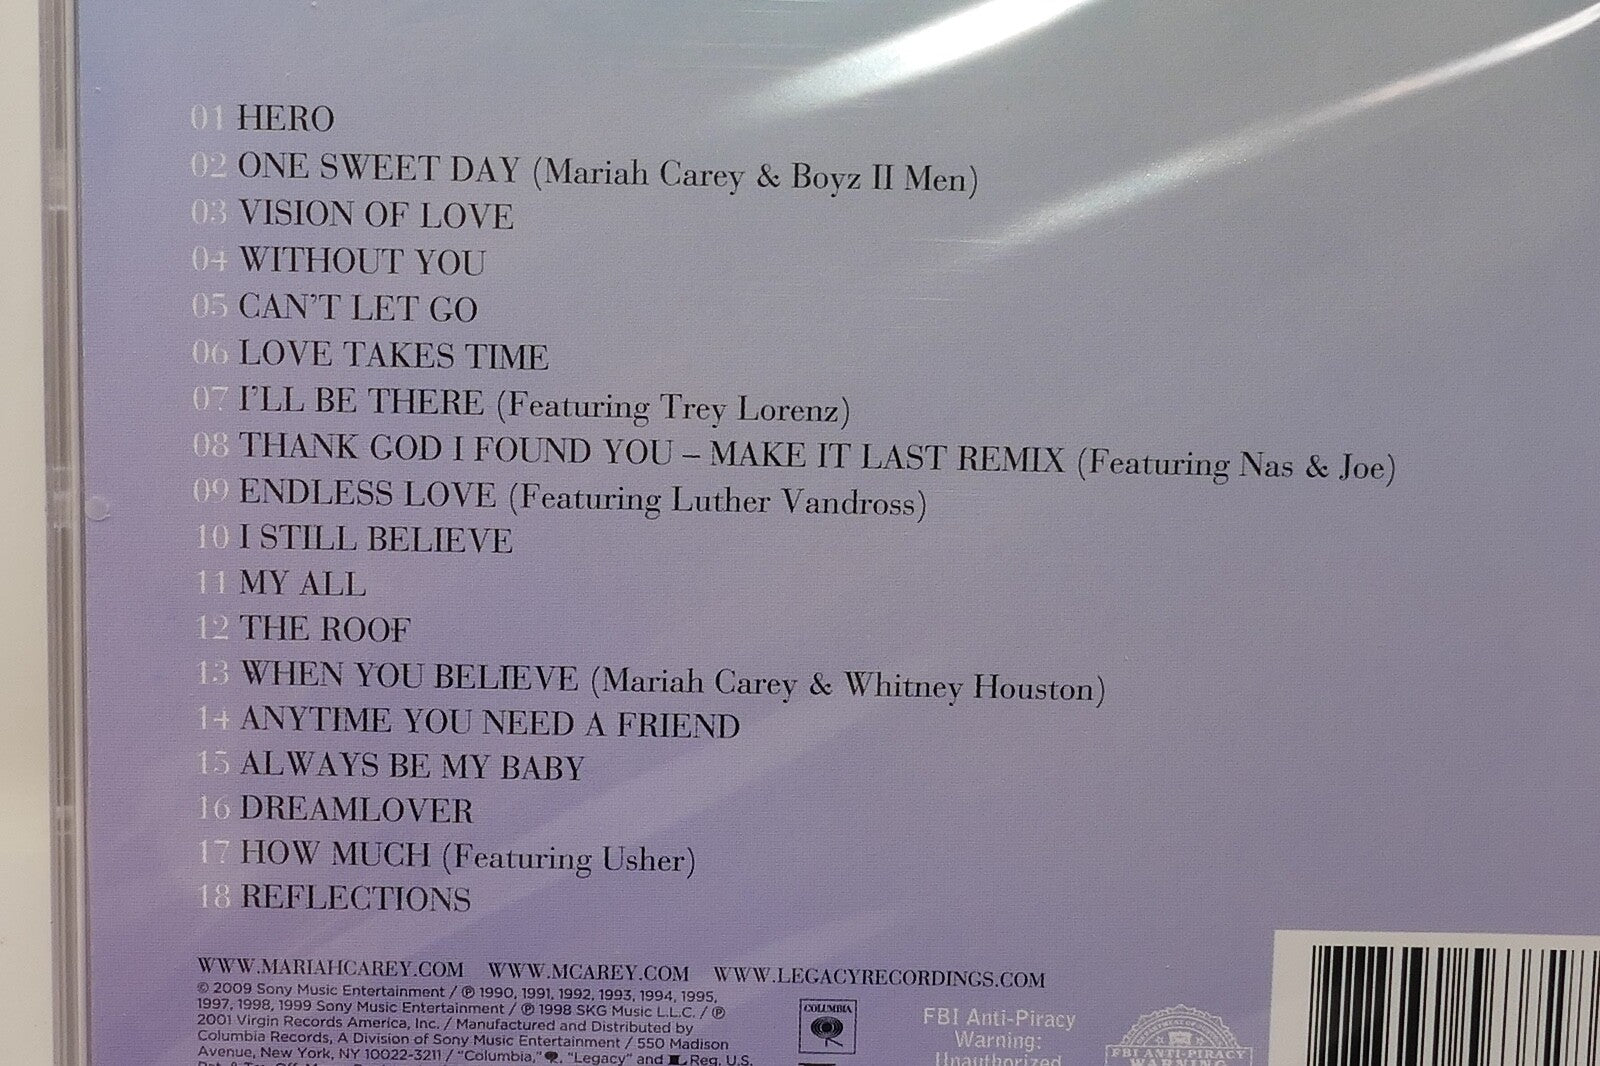 01 HERO
02 ONE SWEET DAY (Mariah Carey & Boyz II Men)
03 VISION OF LOVE
04 WITHOUT YOU
05 CAN'T LET GO
06 LOVE TAKES TIME
07 I'LL BE THERE (Featuring Trey Lorenz)
08 THANK GOD I FOUND YOU – MAKE IT LAST REMIX (Featuring Nas & Joe)
09 ENDLESS LOVE (Featuring Luther Vandross)
10 I STILL BELIEVE
11 MY ALL
12 THE ROOF
13 WHEN YOU BELIEVE (Mariah Carey & Whitney Houston)
14 ANYTIME YOU NEED A FRIEND
15 ALWAYS BE MY BABY
16 DREAMLOVER
17 HOW MUCH (Featuring Usher)
18 REFLECTIONS
WWW.MARIAHCAREY.COM WWW.MCAREY.COM WWW.LEGACYRECORDINGS.COM
© 2009 Sony Music Entertainment / ℗ 1990, 1991, 1992, 1993, 1994, 1995,
1997, 1998, 1999 Sony Music Entertainment / ℗ 1998 SKG Music L.L.C. / ℗
2001 Virgin Records America, Inc. / Manufactured and Distributed by
Columbia Records, A Division of Sony Music Entertainment / 550 Madison
Avenue, New York, NY 10022-3211 / "Columbia," "Legacy" and Reg. U.S.
COLUMBIA
FBI Anti-Piracy
Warning:
Unauthorized
FBI ANTI-PIRACY
WARNING